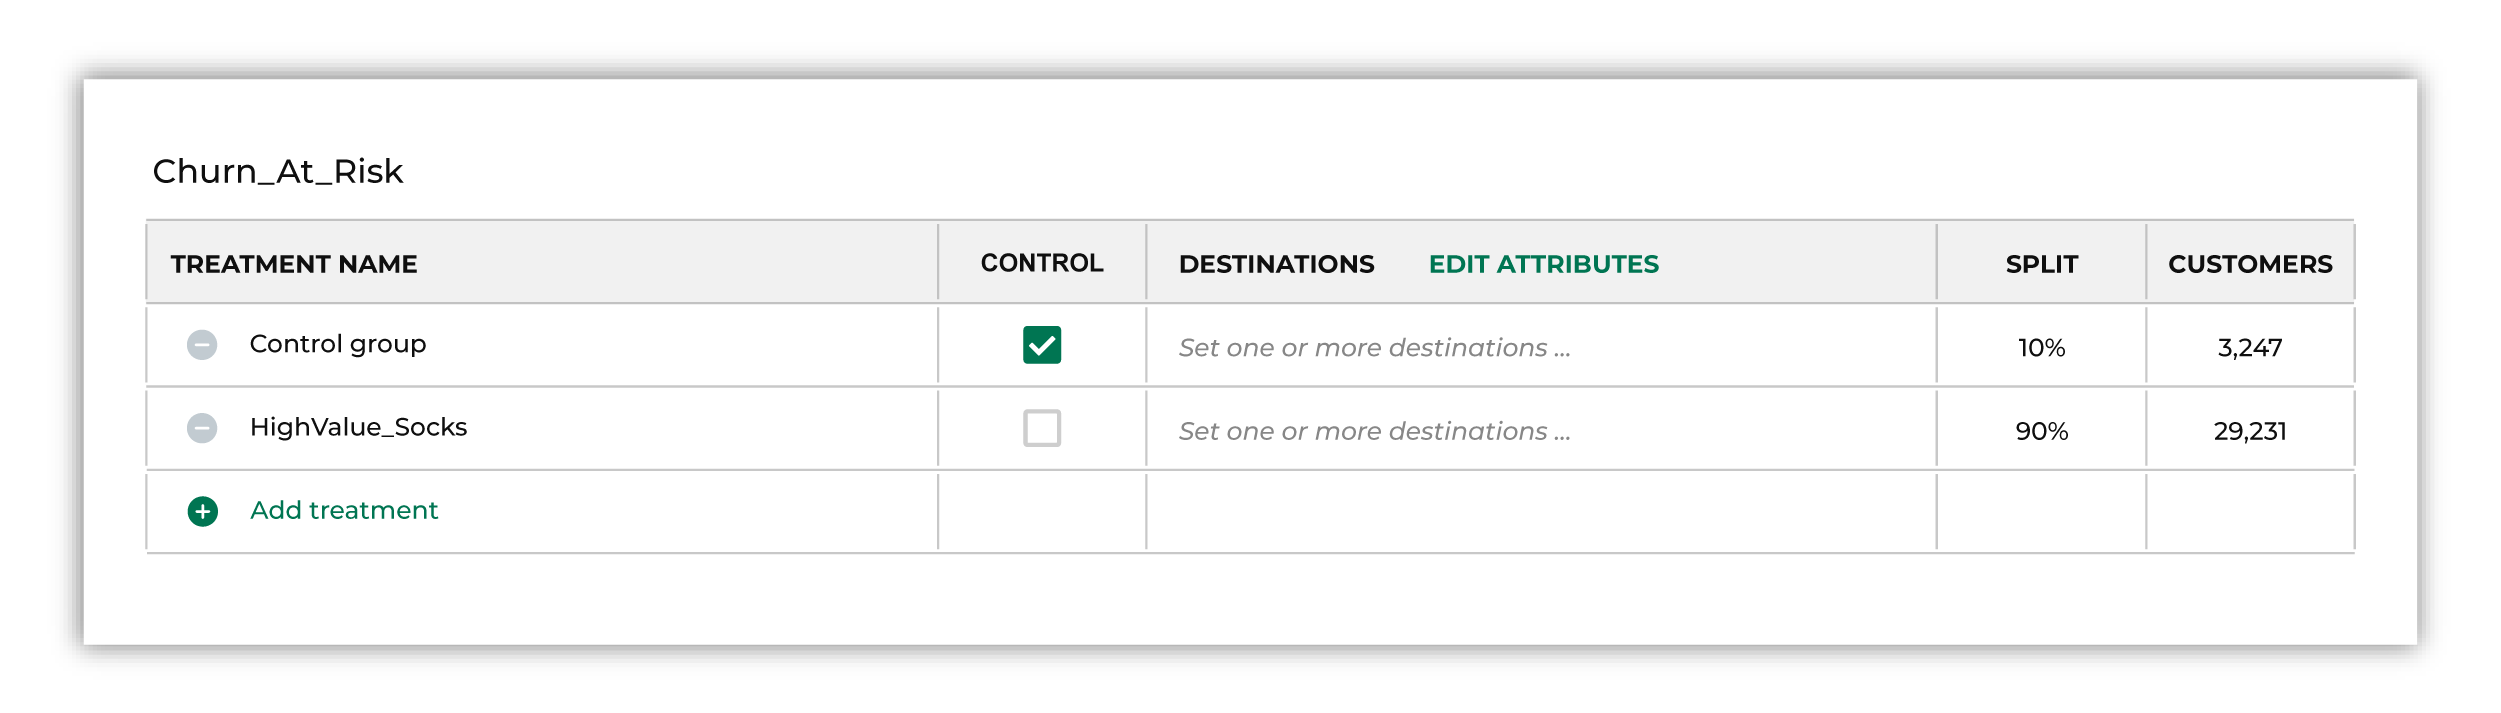 Churn_At_Risk
TREATMENT NAME CONTROL DESTINATIONS EDIT ATTRIBUTES SPLIT CUSTOMERS
Control group Set one or more destinations ... 10% 3,247
HighValue_Socks Set one or more destinations ... 90% 29,231
Add treatment